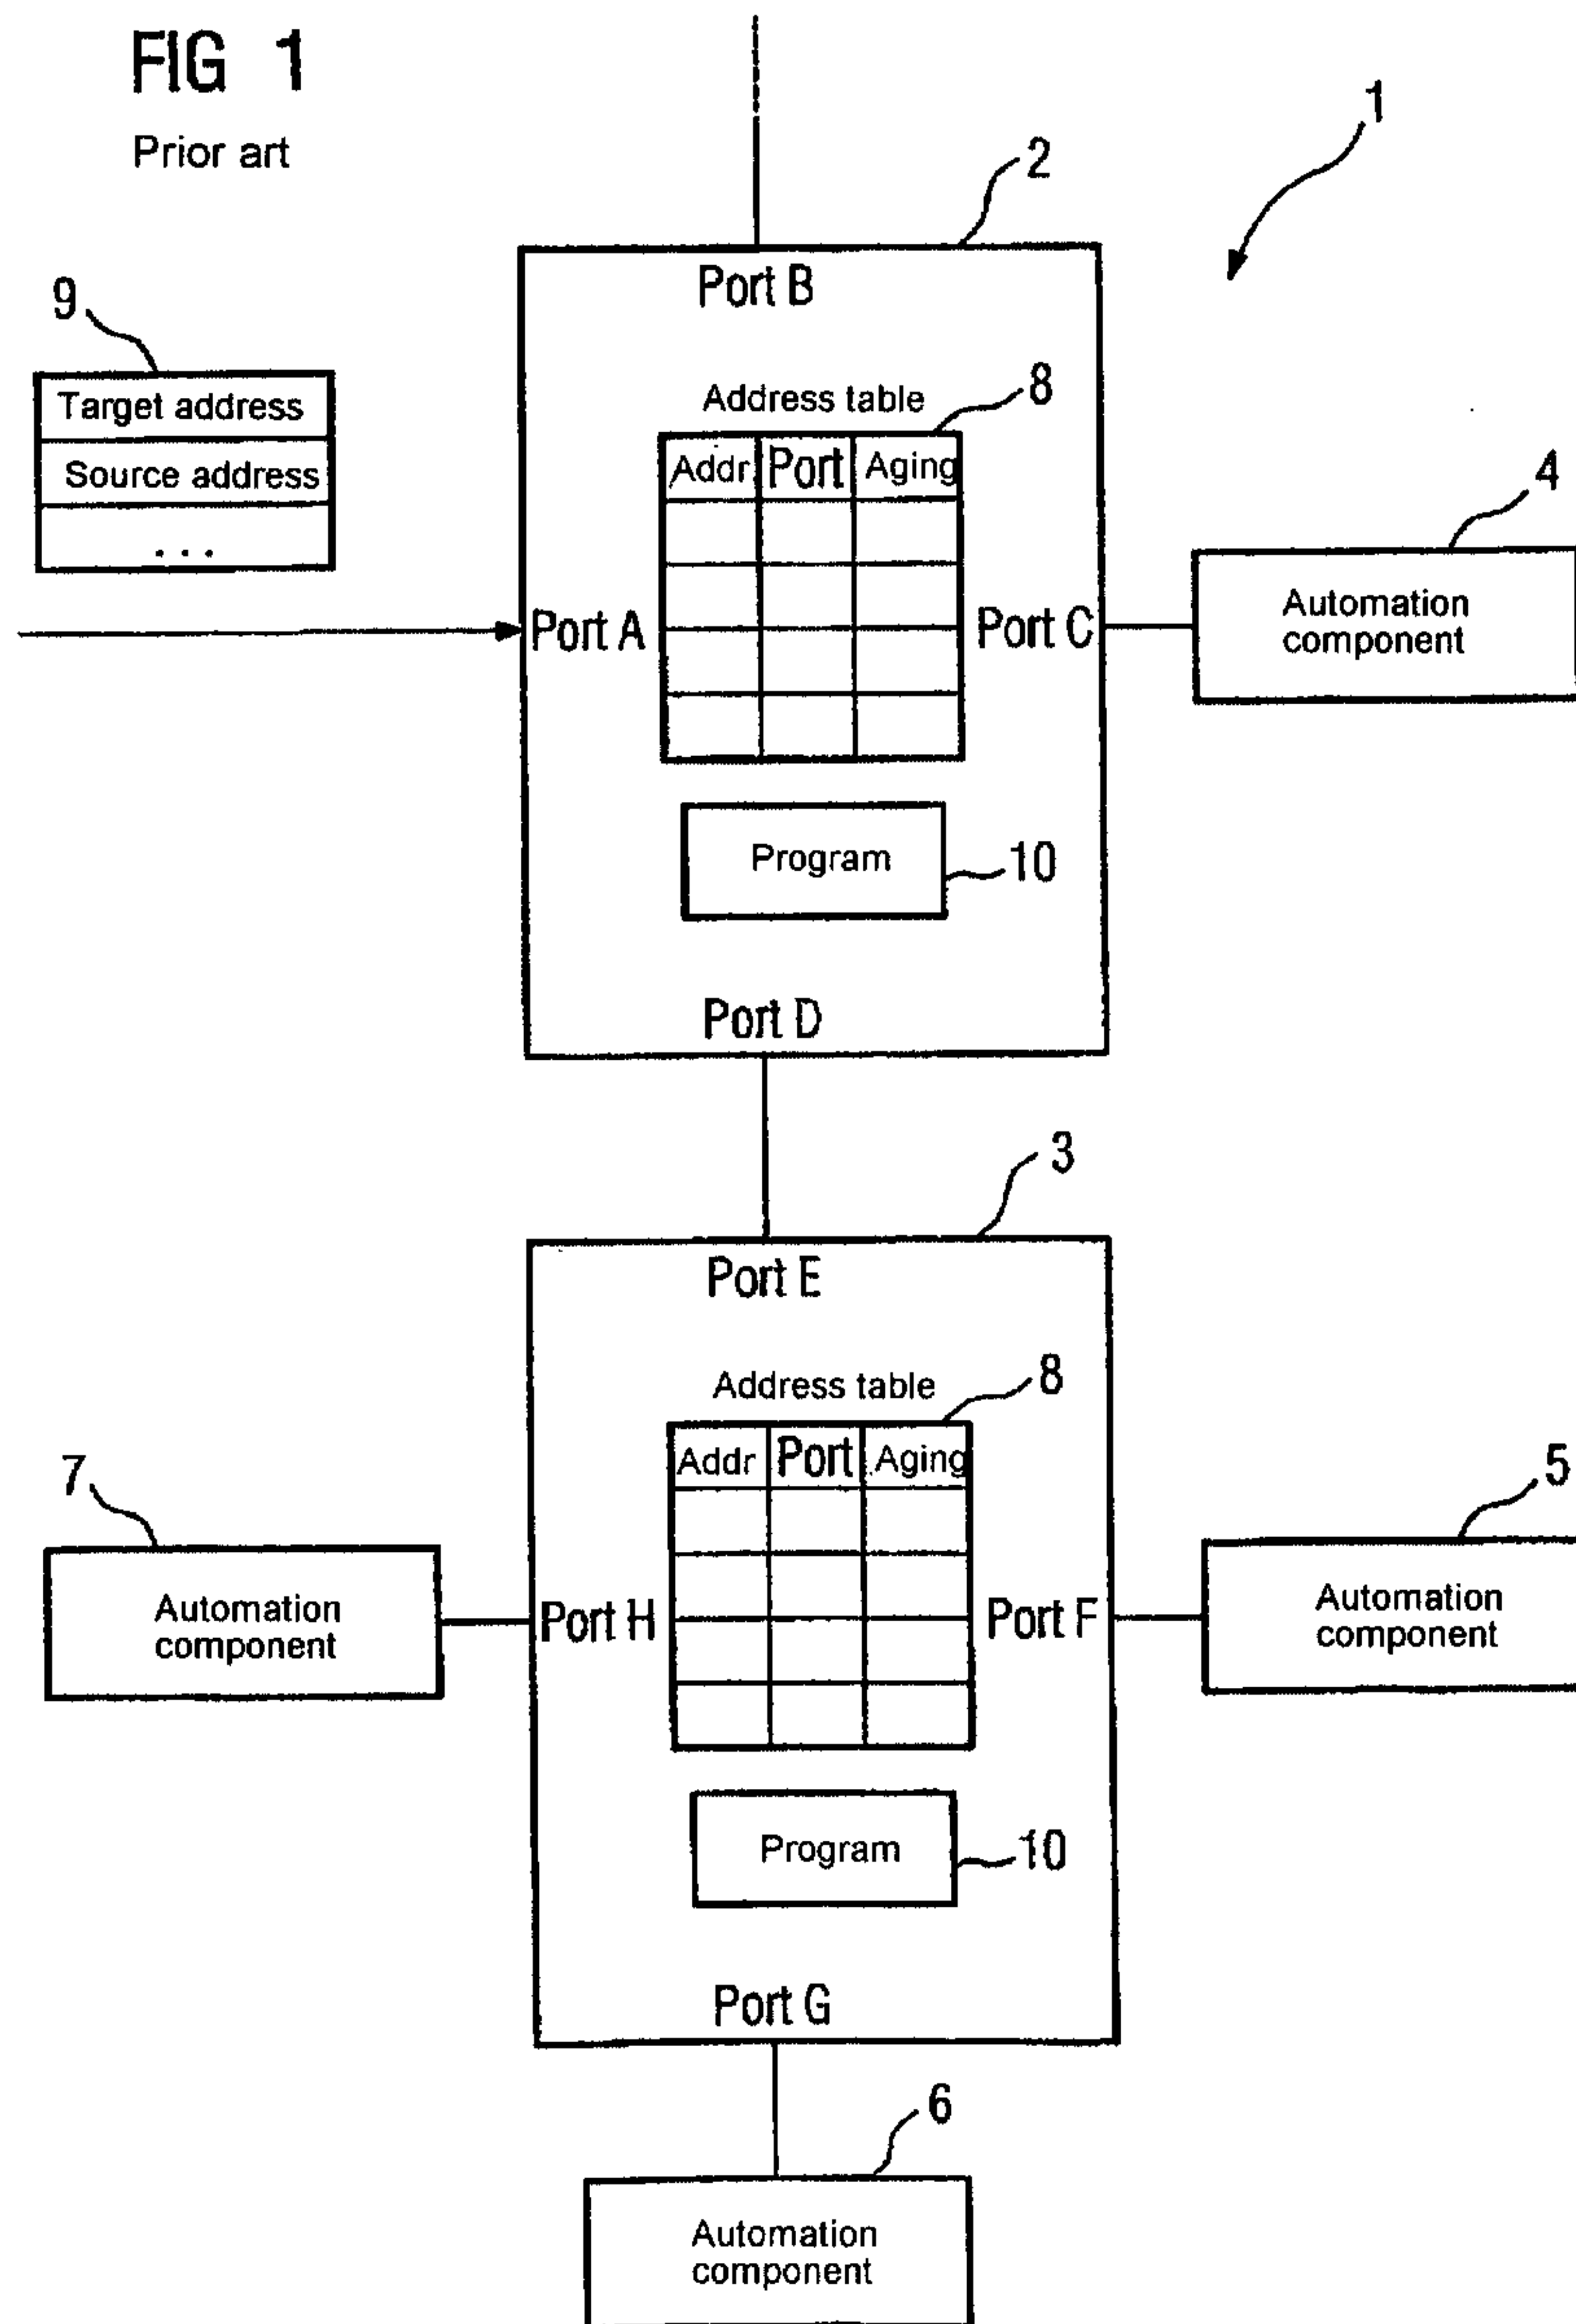 FIG 1
Prior art
1
2
Port B
9
Target address
Source address
...
Address table
8
Addr Port Aging
4
Automation
component
Port A
Port C
Program
10
Port D
3
Port E
Address table
8
Addr Port Aging
7
5
Automation
component
Port H
Port F
Automation
component
Program
10
Port G
6
Automation
component